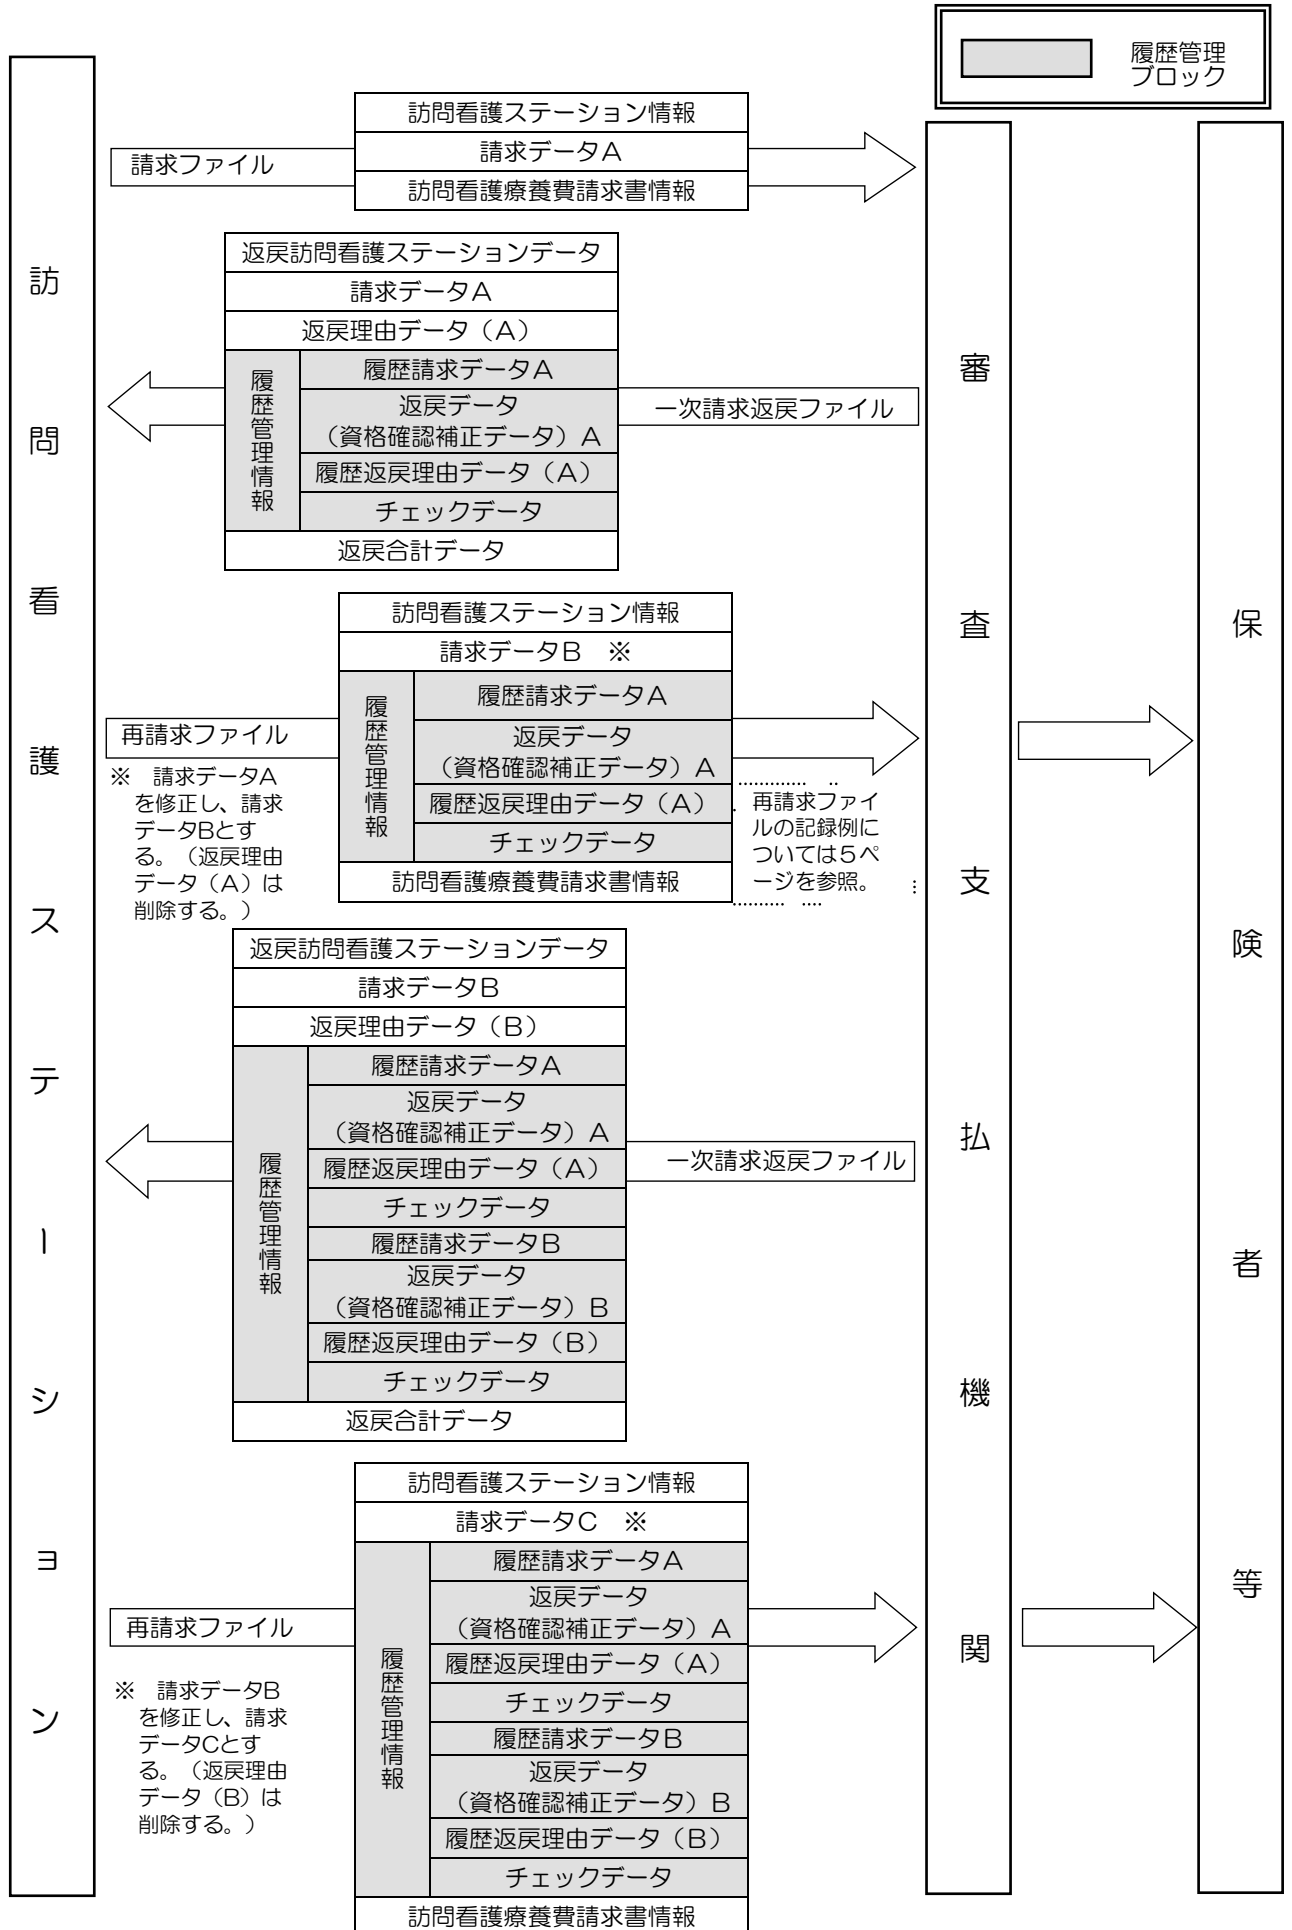 履歴管理
ブロック
訪問看護ステーション
審査支払機関
保険者等
請求ファイル
訪問看護ステーション情報
請求データA
訪問看護療養費請求書情報
返戻訪問看護ステーションデータ
請求データA
返戻理由データ（A）
履歴管理情報
履歴請求データA
返戻データ
（資格確認補正データ）A
履歴返戻理由データ（A）
チェックデータ
返戻合計データ
一次請求返戻ファイル
再請求ファイル
※　請求データA
を修正し、請求
データBとす
る。（返戻理由
データ（A）は
削除する。）
訪問看護ステーション情報
請求データB　※
履歴管理情報
履歴請求データA
返戻データ
（資格確認補正データ）A
履歴返戻理由データ（A）
チェックデータ
訪問看護療養費請求書情報
再請求ファイ
ルの記録例に
ついては５ペ
ージを参照。
返戻訪問看護ステーションデータ
請求データB
返戻理由データ（B）
履歴管理情報
履歴請求データA
返戻データ
（資格確認補正データ）A
履歴返戻理由データ（A）
チェックデータ
履歴請求データB
返戻データ
（資格確認補正データ）B
履歴返戻理由データ（B）
チェックデータ
返戻合計データ
一次請求返戻ファイル
再請求ファイル
※　請求データB
を修正し、請求
データCとす
る。（返戻理由
データ（B）は
削除する。）
訪問看護ステーション情報
請求データC　※
履歴管理情報
履歴請求データA
返戻データ
（資格確認補正データ）A
履歴返戻理由データ（A）
チェックデータ
履歴請求データB
返戻データ
（資格確認補正データ）B
履歴返戻理由データ（B）
チェックデータ
訪問看護療養費請求書情報